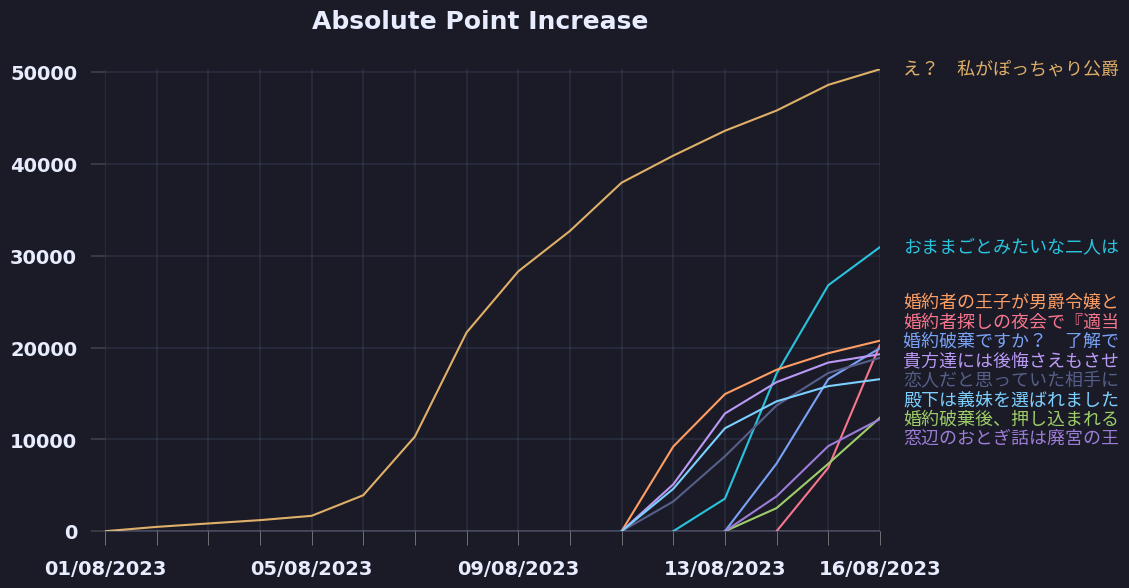 Absolute Point Increase
50000
40000
30000
20000
10000
0
01/08/2023 05/08/2023 09/08/2023 13/08/2023 16/08/2023
え？　私がぽっちゃり公爵
おままごとみたいな二人は
婚約者の王子が男爵令嬢と
婚約者探しの夜会で『適当
婚約破棄ですか？　了解で
貴方達には後悔さえもさせ
恋人だと思っていた相手に
殿下は義妹を選ばれました
婚約破棄後、押し込まれる
窓辺のおとぎ話は廃宮の王